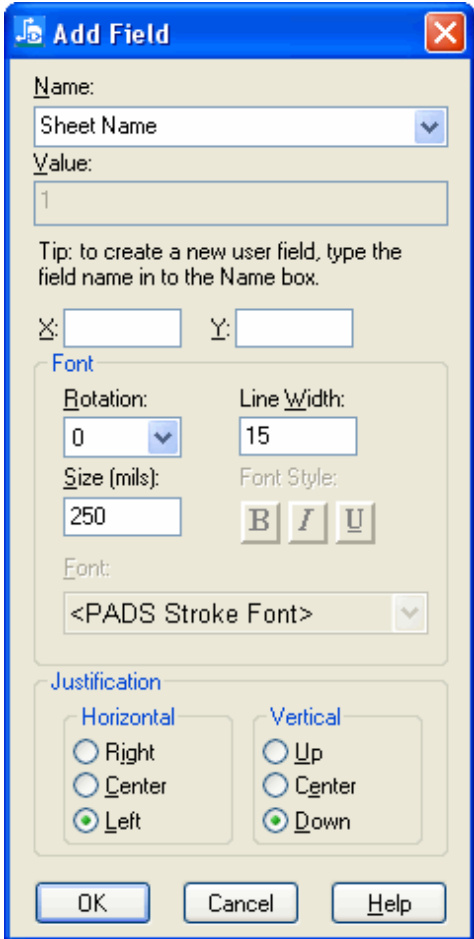 Add Field
Name:
Sheet Name
Value:
1
Tip: to create a new user field, type the
field name in to the Name box.
X: Y:
Font
Rotation: Line Width:
0 15
Size (mils): Font Style:
250 B I U
Font:
<PADS Stroke Font>
Justification
Horizontal Vertical
Right Up
Center Center
Left Down
OK Cancel Help